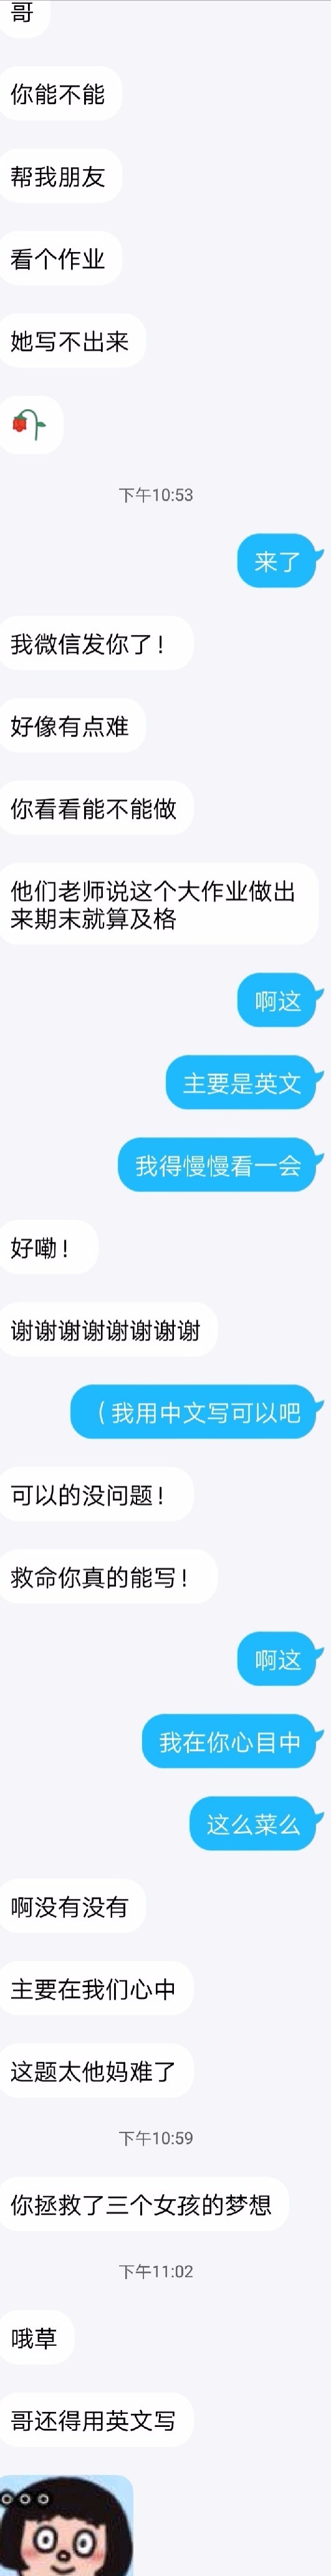 哥
你能不能
帮我朋友
看个作业
她写不出来
下午10:53
来了
我微信发你了！
好像有点难
你看看能不能做
他们老师说这个大作业做出
来期末就算及格
啊这
主要是英文
我得慢慢看一会
好嘞！
谢谢谢谢谢谢谢谢
（我用中文写可以吧
可以的没问题！
救命你真的能写！
啊这
我在你心目中
这么菜么
啊没有没有
主要在我们心中
这题太他妈难了
下午10:59
你拯救了三个女孩的梦想
下午11:02
哦草
哥还得用英文写